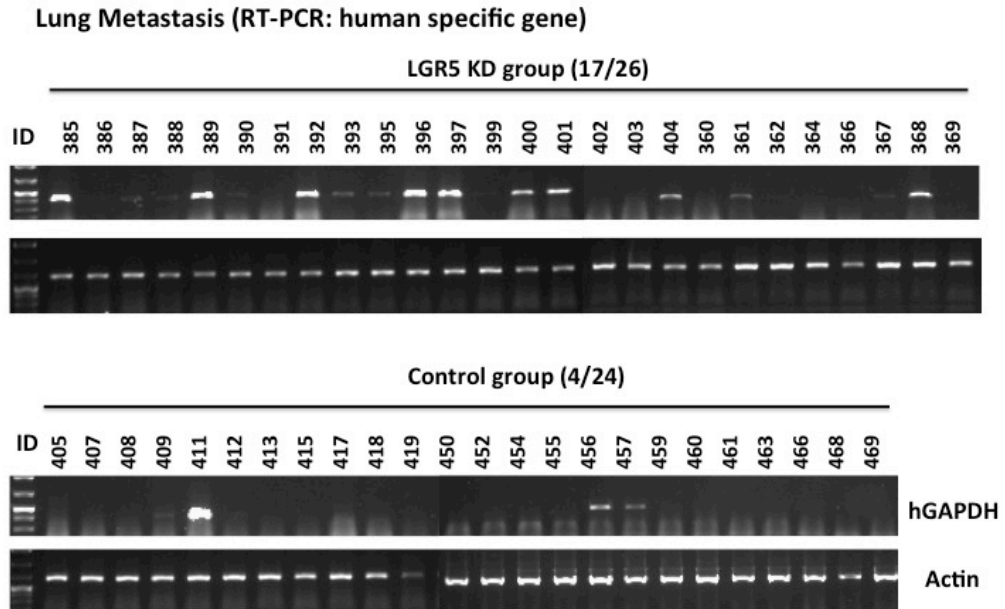 Lung Metastasis (RT-PCR: human specific gene)
LGR5 KD group (17/26)
ID 385 386 387 388 389 390 391 392 393 395 396 397 399 400 401 402 403 404 360 361 362 364 366 367 368 369
Control group (4/24)
ID 405 407 408 409 411 412 413 415 417 418 419 450 452 454 455 456 457 459 460 461 463 466 468 469
hGAPDH
Actin